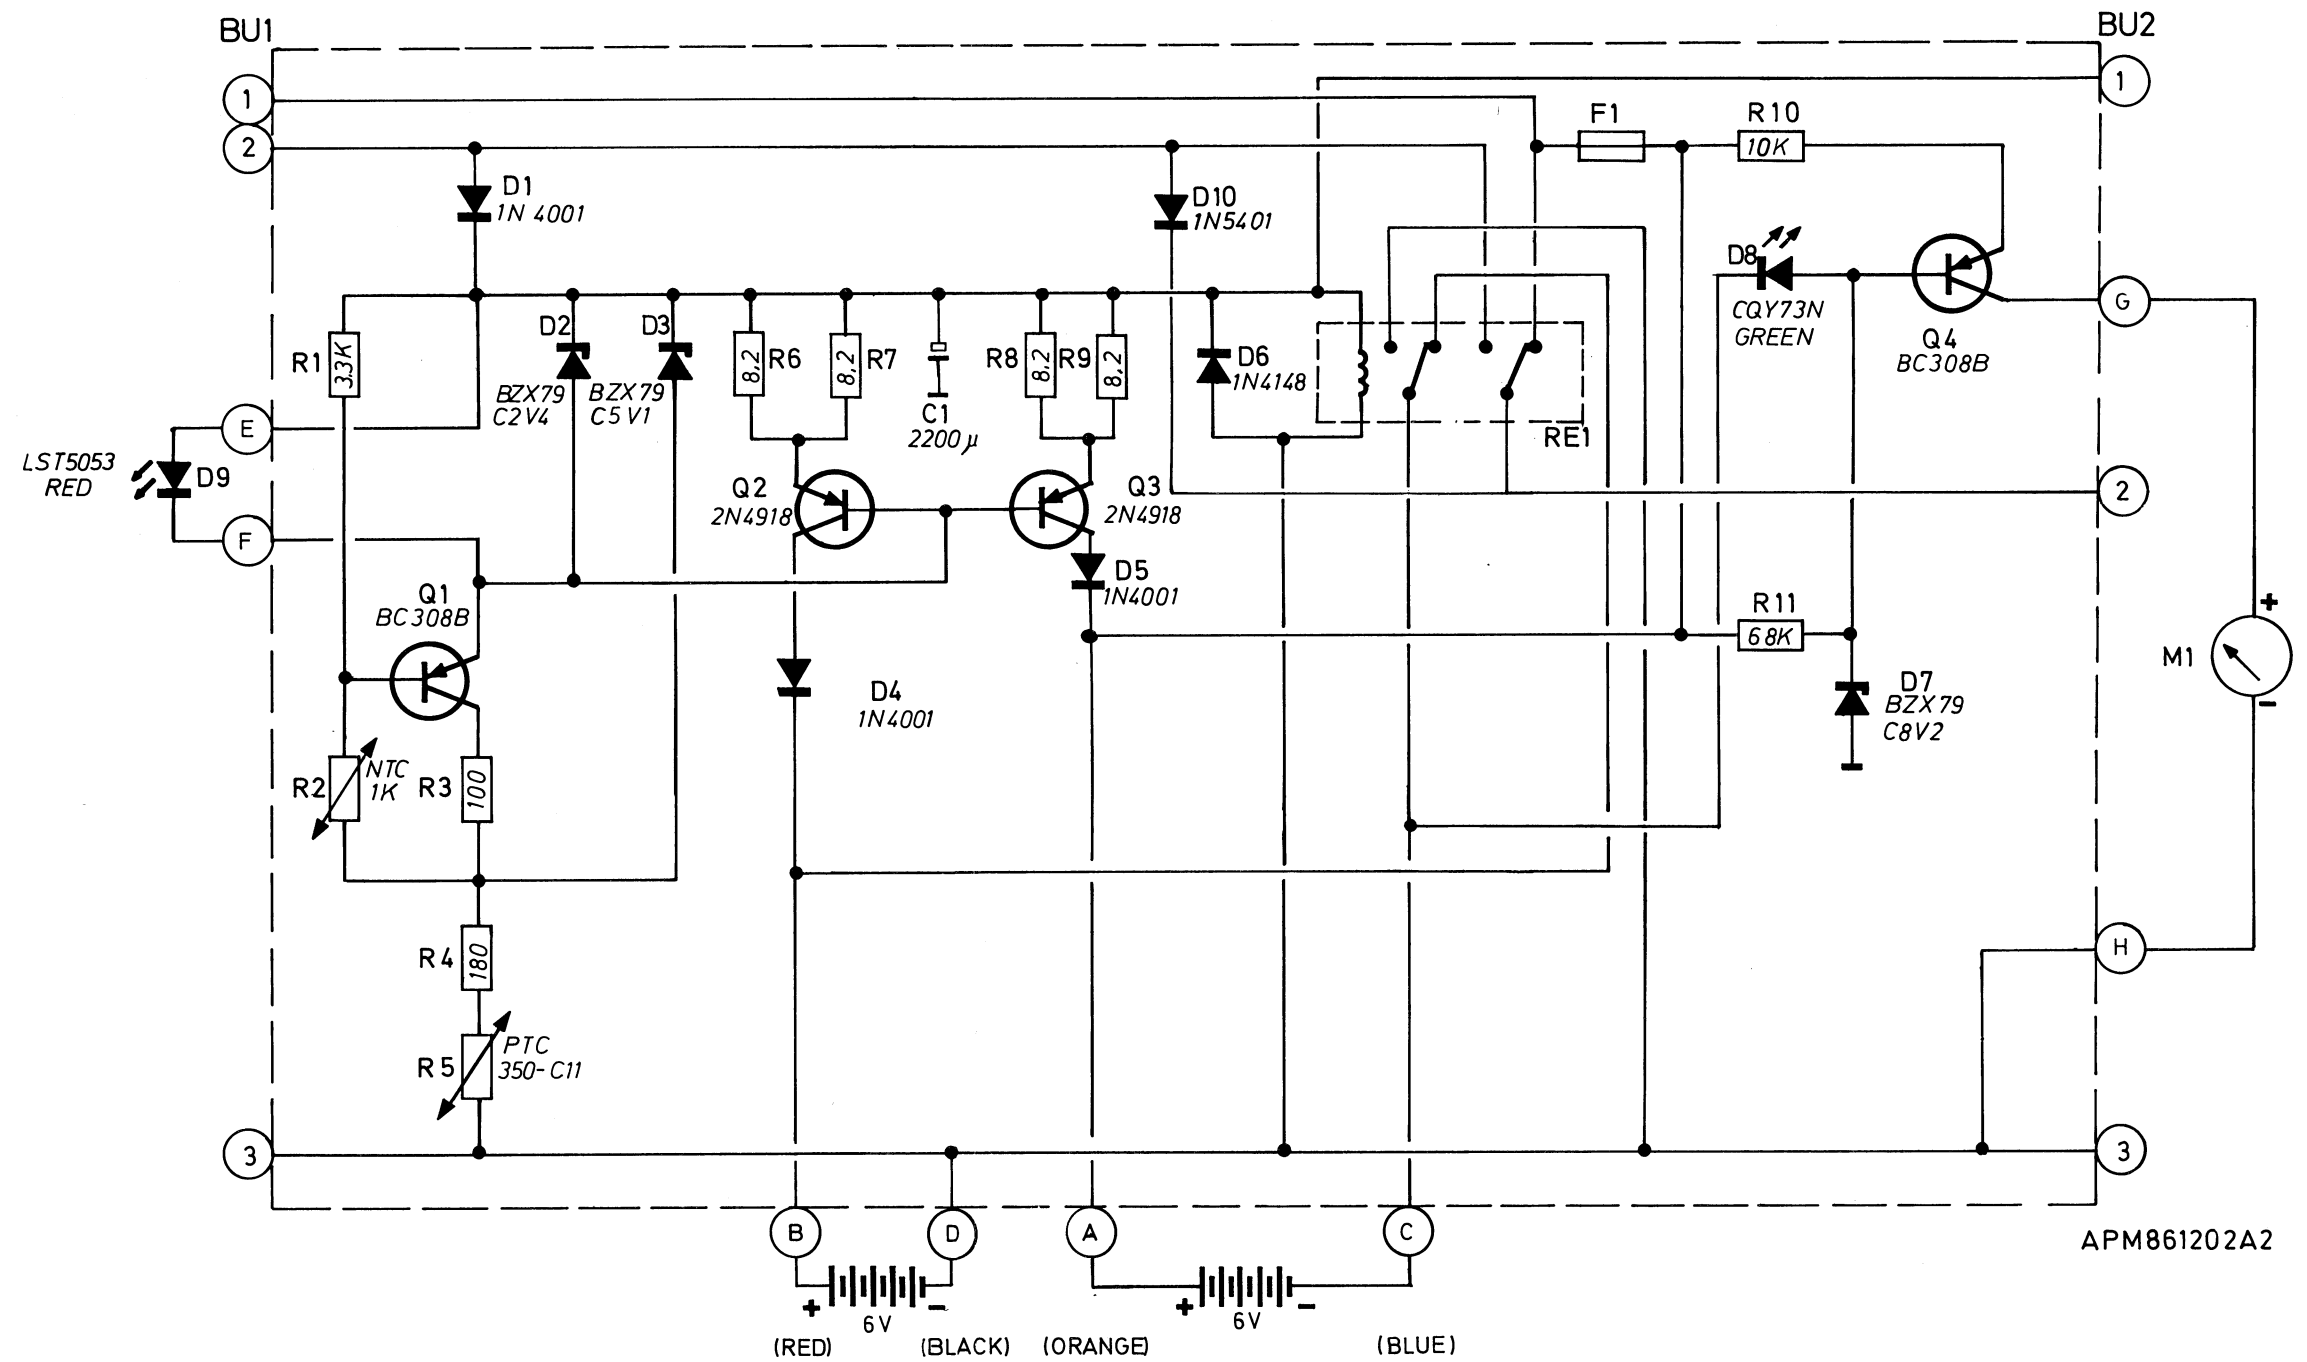 BU1
BU2
1
1
2
F1
R10
10K
D1
1N 4001
D10
1N5401
D8
CQY73N
GREEN
G
Q4
BC308B
R1
3.3K
D2
BZX79
C2V4
D3
BZX79
C5V1
R6
8,2
R7
8,2
C1
2200 µ
R8
8,2
R9
8,2
D6
1N4148
RE1
E
LST5053
RED
D9
F
Q2
2N4918
Q3
2N4918
2
D5
1N4001
Q1
BC308B
R11
68K
M1
+
-
D4
1N4001
D7
BZX79
C8V2
R2
NTC
1K
R3
100
R4
180
H
R5
PTC
350-C11
3
3
B
D
A
C
APM861202A2
+
-
6V
+
-
6V
(RED)
(BLACK)
(ORANGE)
(BLUE)